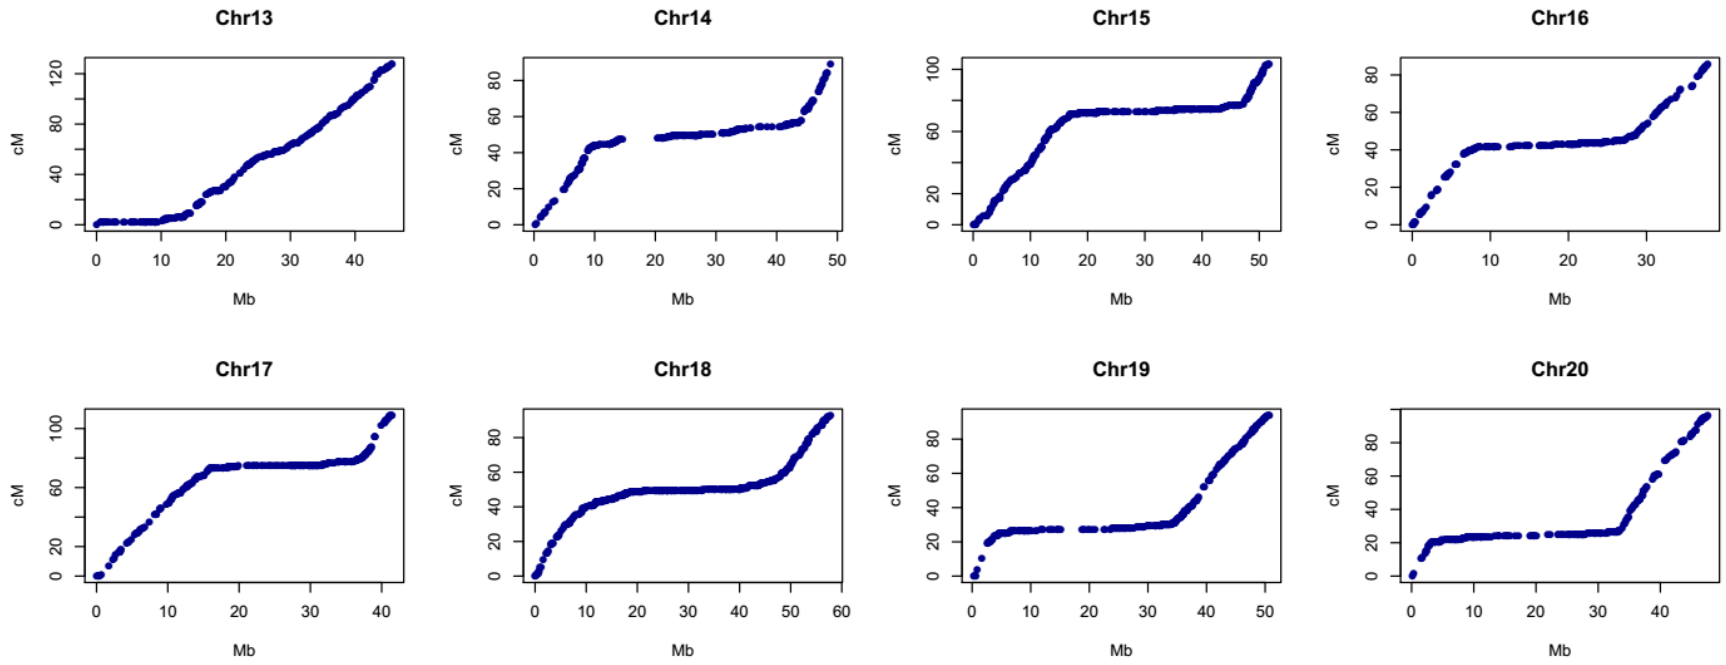 Chr13 Chr14 Chr15 Chr16
cM 0 40 80 120
0 10 20 30 40
Mb
cM 0 20 40 60 80
0 10 20 30 40 50
Mb
cM 0 20 60 100
0 10 20 30 40 50
Mb
cM 0 20 40 60 80
0 10 20 30
Mb
Chr17 Chr18 Chr19 Chr20
cM 0 20 60 100
0 10 20 30 40
Mb
cM 0 20 40 60 80
0 10 20 30 40 50 60
Mb
cM 0 20 40 60 80
0 10 20 30 40 50
Mb
cM 0 20 40 60 80
0 10 20 30 40
Mb